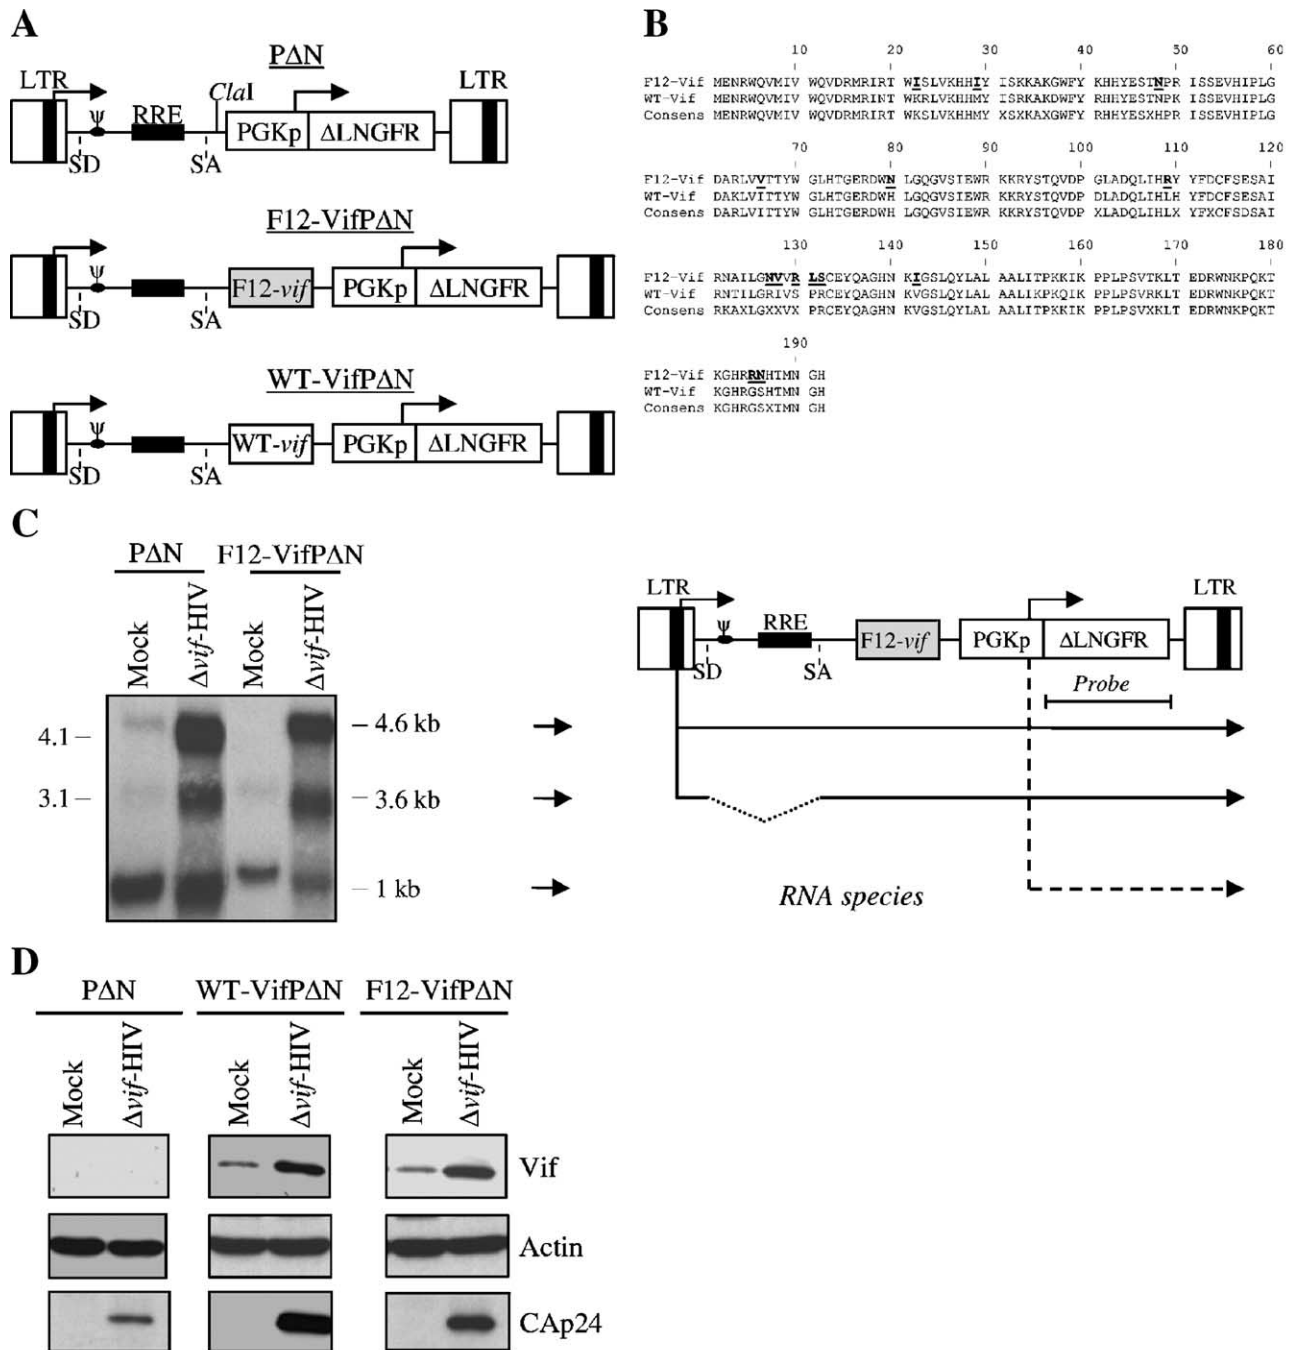 A
PΔN
LTR
LTR
ClaI
ψ
RRE
PGKp
ΔLNGFR
SD
SA
F12-VifPΔN
ψ
F12-vif
PGKp
ΔLNGFR
SD
SA
WT-VifPΔN
ψ
WT-vif
PGKp
ΔLNGFR
SD
SA
B
10 20 30 40 50 60
F12-Vif MENRWQVMIV WQVDRMRIRT WISLVKHHIY ISKKAKGWFY KHHYESTNPR ISSEVHIPLG
WT-Vif MENRWQVMIV WQVDRMRINT WKRLVKHHMY ISRKAKDWFY RHHYESTNPK ISSEVHIPLG
Consens MENRWQVMIV WQVDRMRIRT WKSLVKHHMY XSXKAXGWFY RHHYESXHPR ISSEVHIPLG
70 80 90 100 110 120
F12-Vif DARLVVTTYW GLHTGERDWN LGQGVSIEWR KKRYSTQVDP GLADQLIHRY YFDCFSESAI
WT-Vif DAKLVITTYW GLHTGERDWH LGQGVSIEWR KKRYSTQVDP DLADQLIHLH YFDCFSESAI
Consens DARLVITTYW GLHTGERDWH LGQGVSIEWR KKRYSTQVDP XLADQLIHLX YFXCFSDSAI
130 140 150 160 170 180
F12-Vif RNAILGNVVR LSCEYQAGHN KIGSLQYLAL AALITPKKIK PPLPSVTKLT EDRWNKPQKT
WT-Vif RNTILGRIVS PRCEYQAGHN KVGSLQYLAL AALIKPKQIK PPLPSVRKLT EDRWNKPQKT
Consens RKAXLGXXVX PRCEYQAGHN KVGSLQYLAL AALITPKKIK PPLPSVXKLT EDRWNKPQKT
190
F12-Vif KGHRRNHTMN GH
WT-Vif KGHRGSHTMN GH
Consens KGHRGSXTMN GH
C
PΔN F12-VifPΔN
Mock
Δvif-HIV
Mock
Δvif-HIV
4.1
3.1
4.6 kb
3.6 kb
1 kb
LTR
LTR
ψ
RRE
F12-vif
PGKp
ΔLNGFR
SD
SA
Probe
RNA species
D
PΔN WT-VifPΔN F12-VifPΔN
Mock
Δvif-HIV
Mock
Δvif-HIV
Mock
Δvif-HIV
Vif
Actin
CAp24